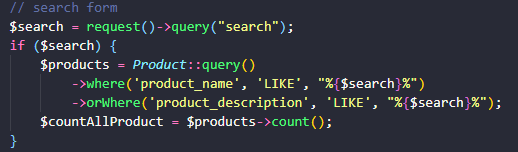 // search form
$search = request()->query("search");
if ($search) {
    $products = Product::query()
        ->where('product_name', 'LIKE', "%{$search}%")
        ->orWhere('product_description', 'LIKE', "%{$search}%");
    $countAllProduct = $products->count();
}